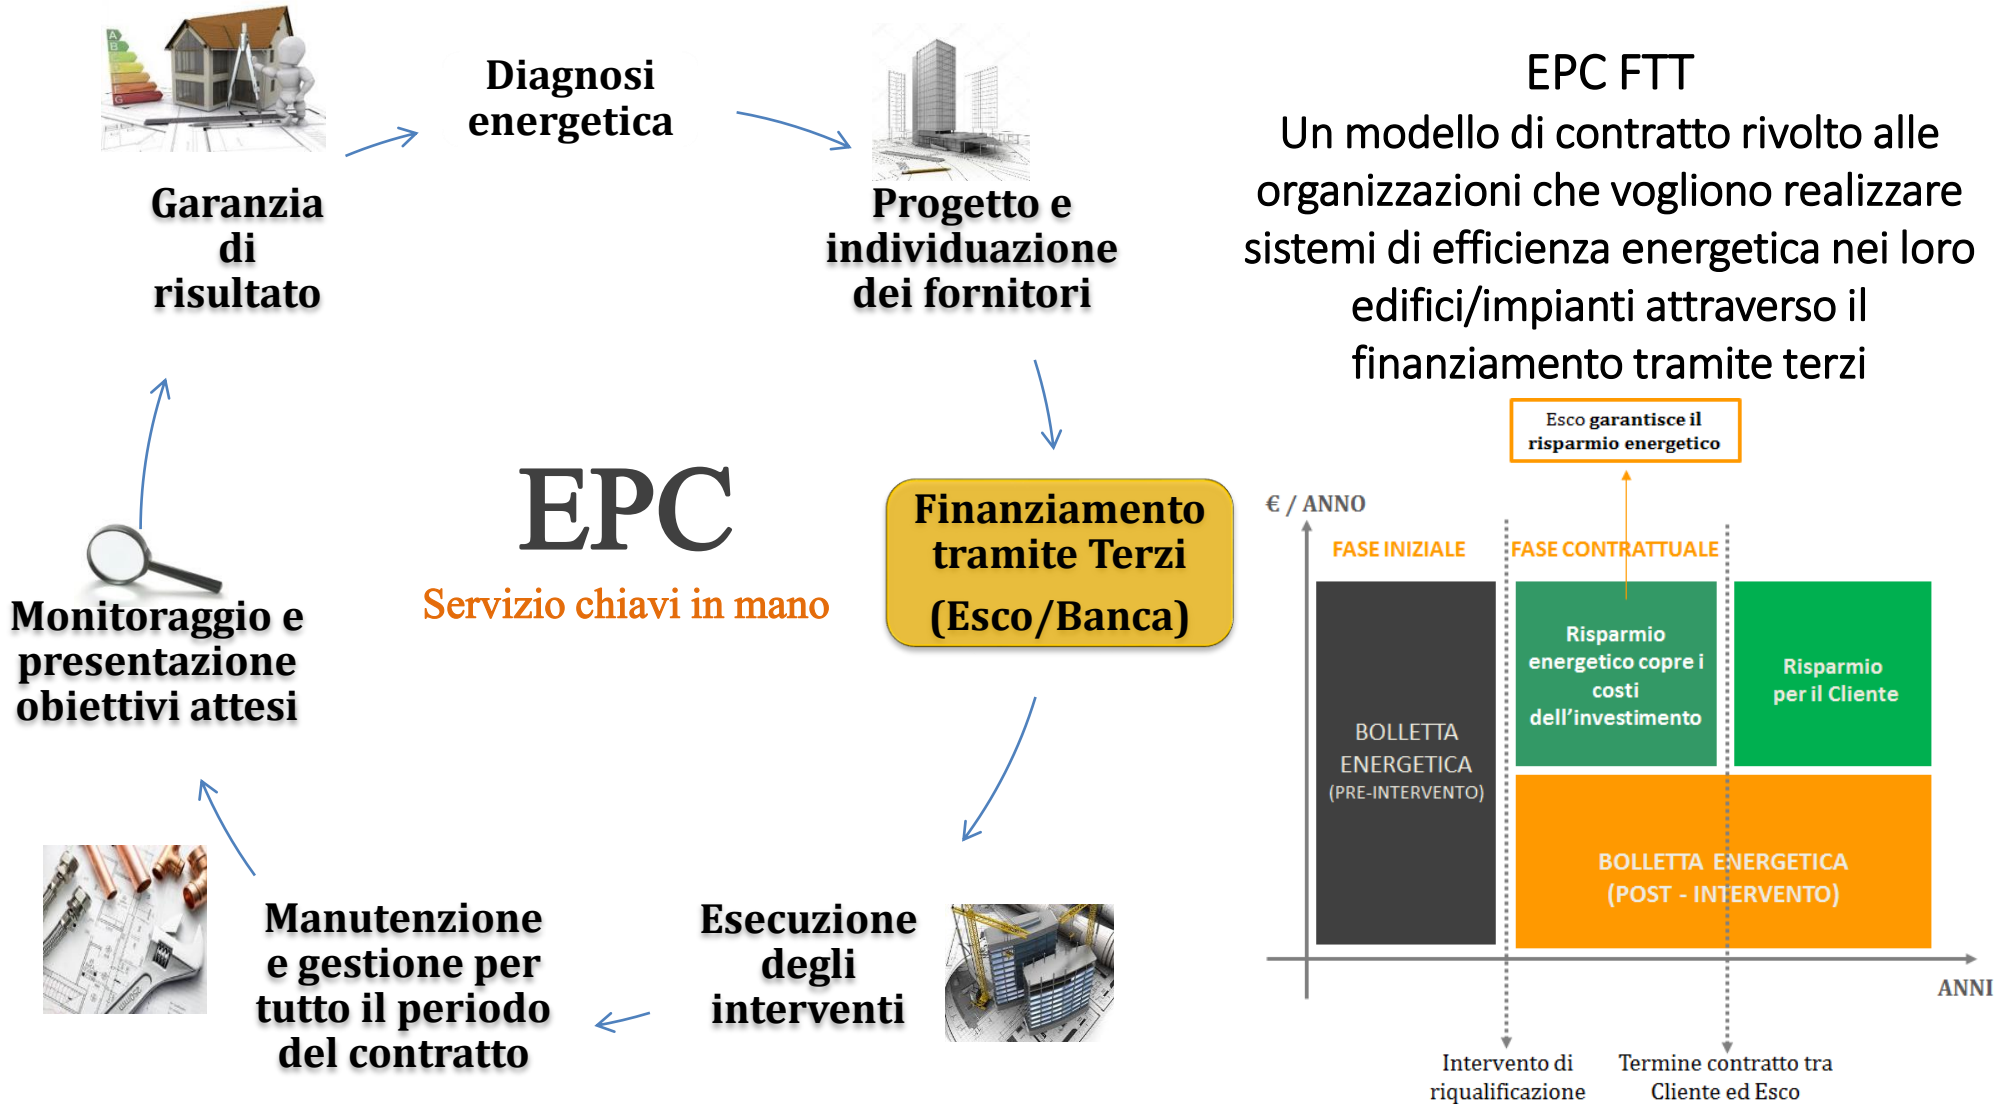 Diagnosi
energetica
Progetto e
individuazione
dei fornitori
Finanziamento
tramite Terzi
(Esco/Banca)
Esecuzione
degli
interventi
Manutenzione
e gestione per
tutto il periodo
del contratto
Monitoraggio e
presentazione
obiettivi attesi
Garanzia
di
risultato
EPC
Servizio chiavi in mano
EPC FTT
Un modello di contratto rivolto alle
organizzazioni che vogliono realizzare
sistemi di efficienza energetica nei loro
edifici/impianti attraverso il
finanziamento tramite terzi
Esco garantisce il
risparmio energetico
€ / ANNO
FASE INIZIALE
FASE CONTRATTUALE
BOLLETTA
ENERGETICA
(PRE-INTERVENTO)
Risparmio
energetico copre i
costi
dell’investimento
Risparmio
per il Cliente
BOLLETTA ENERGETICA
(POST - INTERVENTO)
ANNI
Intervento di
riqualificazione
Termine contratto tra
Cliente ed Esco
A
B
G